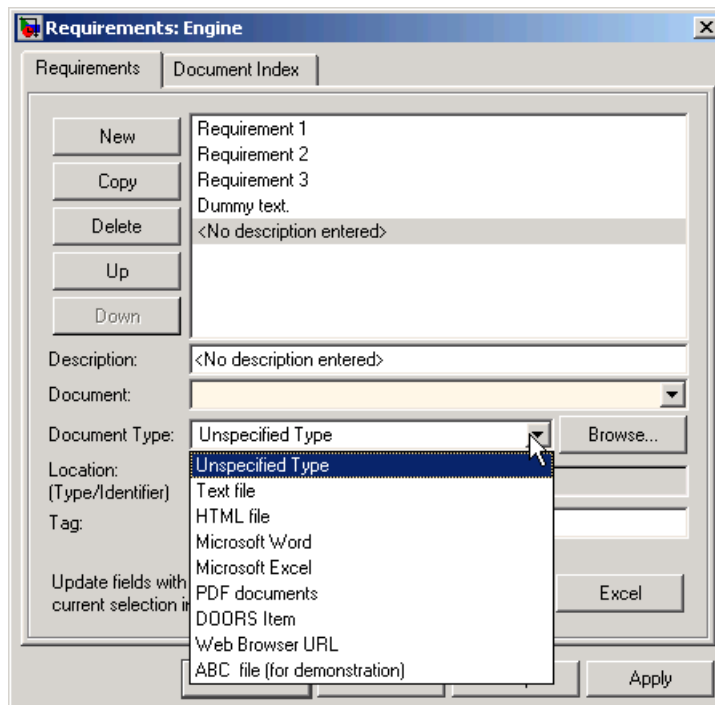 Requirements: Engine
Requirements
Document Index
New
Copy
Delete
Up
Down
Requirement 1
Requirement 2
Requirement 3
Dummy text.
<No description entered>
Description:
<No description entered>
Document:
Document Type:
Unspecified Type
Browse...
Location:
(Type/Identifier)
Tag:
Unspecified Type
Text file
HTML file
Microsoft Word
Microsoft Excel
PDF documents
DOORS Item
Web Browser URL
ABC file (for demonstration)
Update fields with
current selection
Excel
Apply